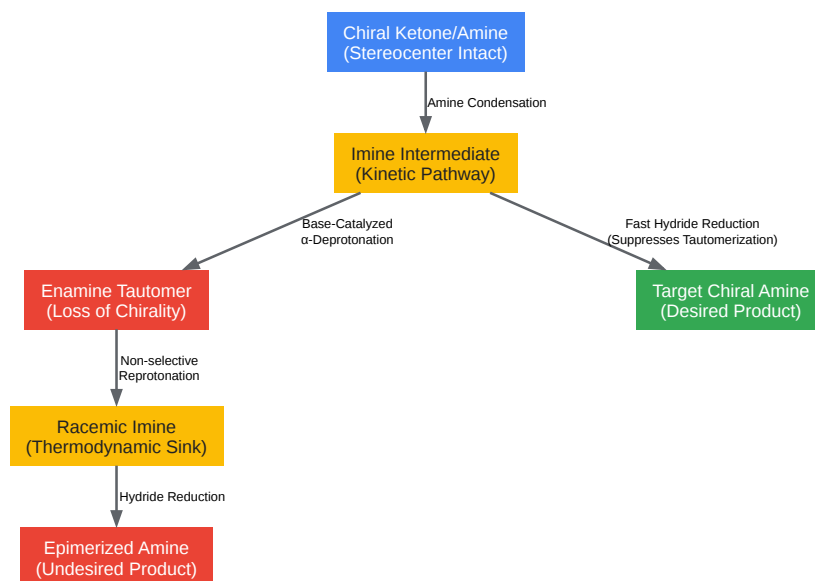 Chiral Ketone/Amine
(Stereocenter Intact)
Amine Condensation
Imine Intermediate
(Kinetic Pathway)
Base-Catalyzed
α-Deprotonation
Fast Hydride Reduction
(Suppresses Tautomerization)
Enamine Tautomer
(Loss of Chirality)
Target Chiral Amine
(Desired Product)
Non-selective
Reprotonation
Racemic Imine
(Thermodynamic Sink)
Hydride Reduction
Epimerized Amine
(Undesired Product)